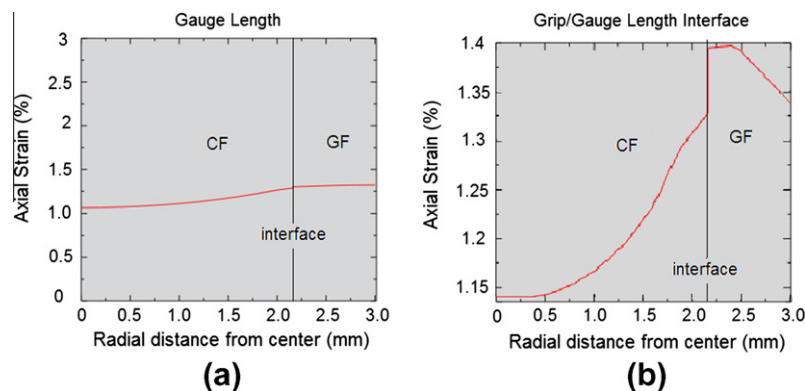 Gauge Length
3
2.5
2
1.5
1.0
0.5
0
Axial Strain (%)
CF
GF
interface
0 0.5 1.0 1.5 2.0 2.5 3.0
Radial distance from center (mm)
(a)
Grip/Gauge Length Interface
1.4
1.35
1.3
1.25
1.2
1.15
Axial Strain (%)
CF
GF
interface
0 0.5 1.0 1.5 2.0 2.5 3.0
Radial distance from center (mm)
(b)